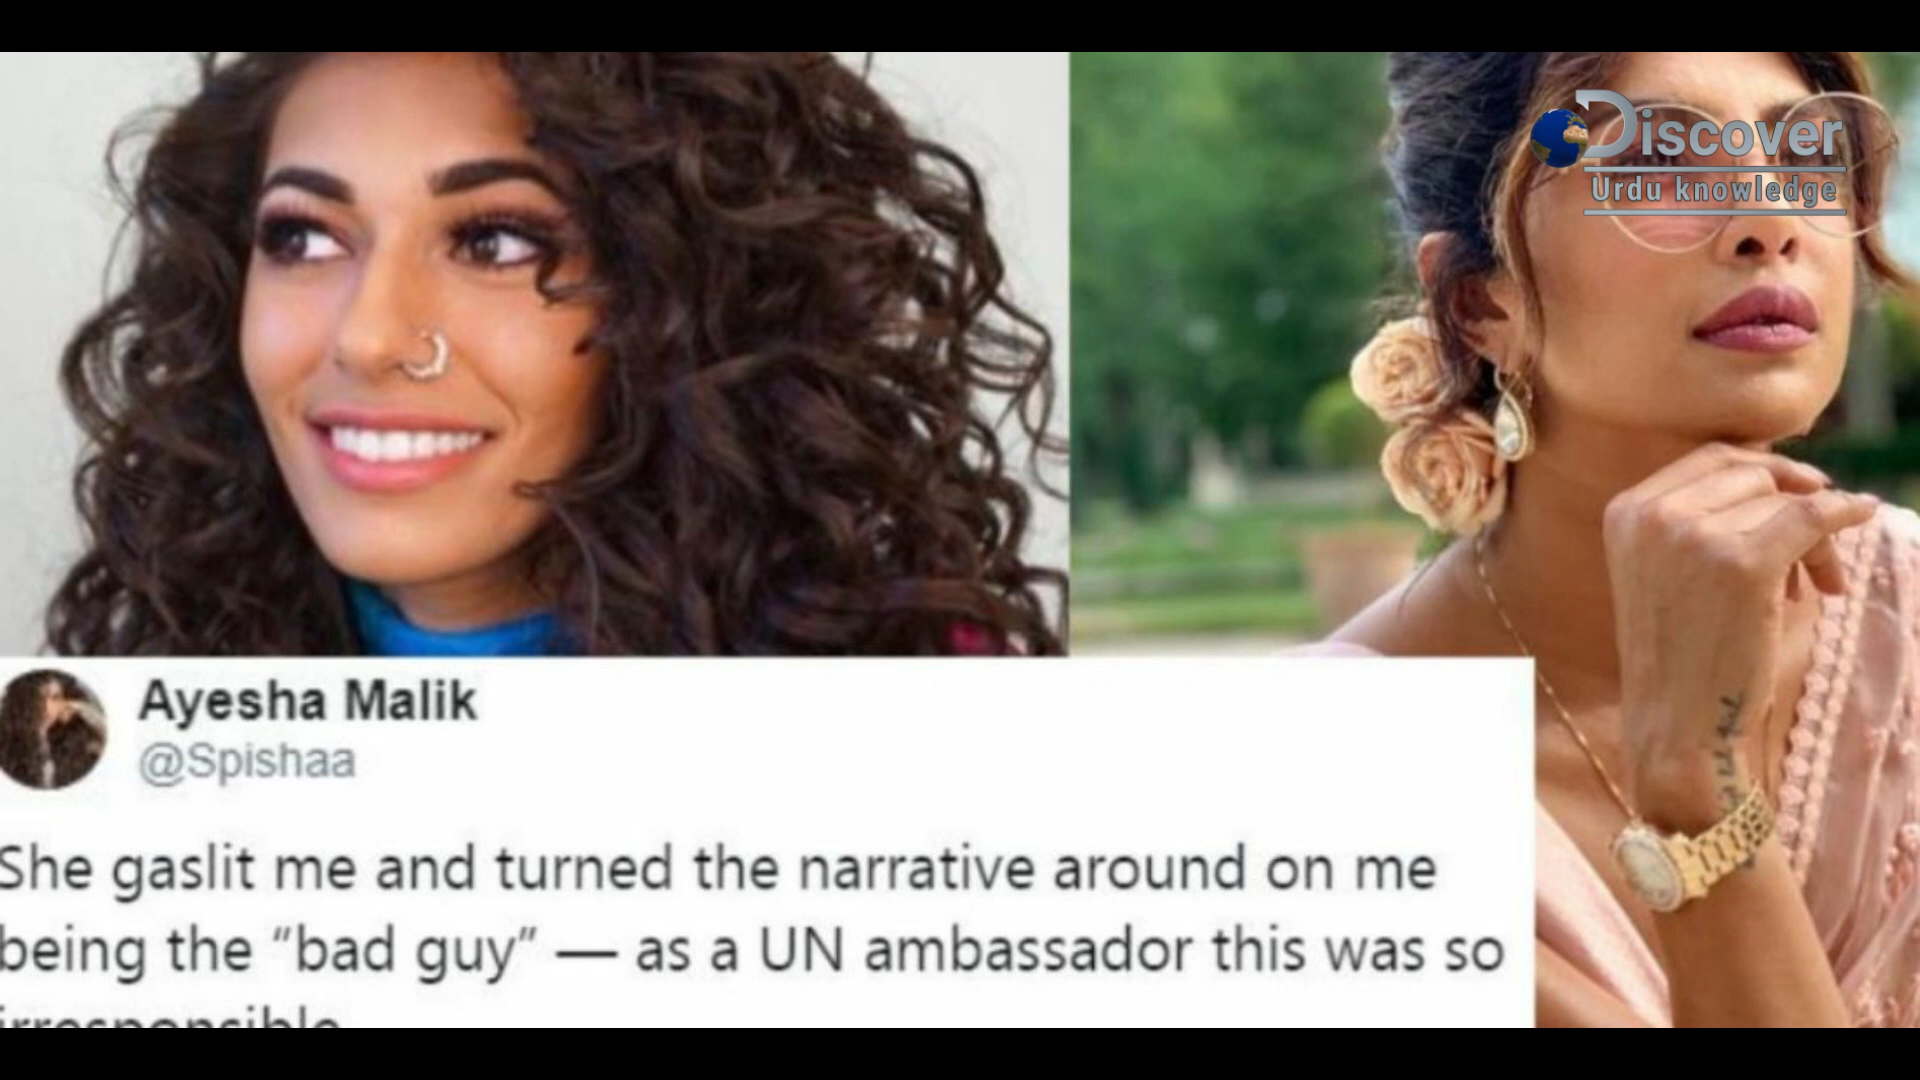 Discover
Urdu knowledge
Ayesha Malik
@Spishaa
She gaslit me and turned the narrative around on me
being the “bad guy” — as a UN ambassador this was so
irresponsible